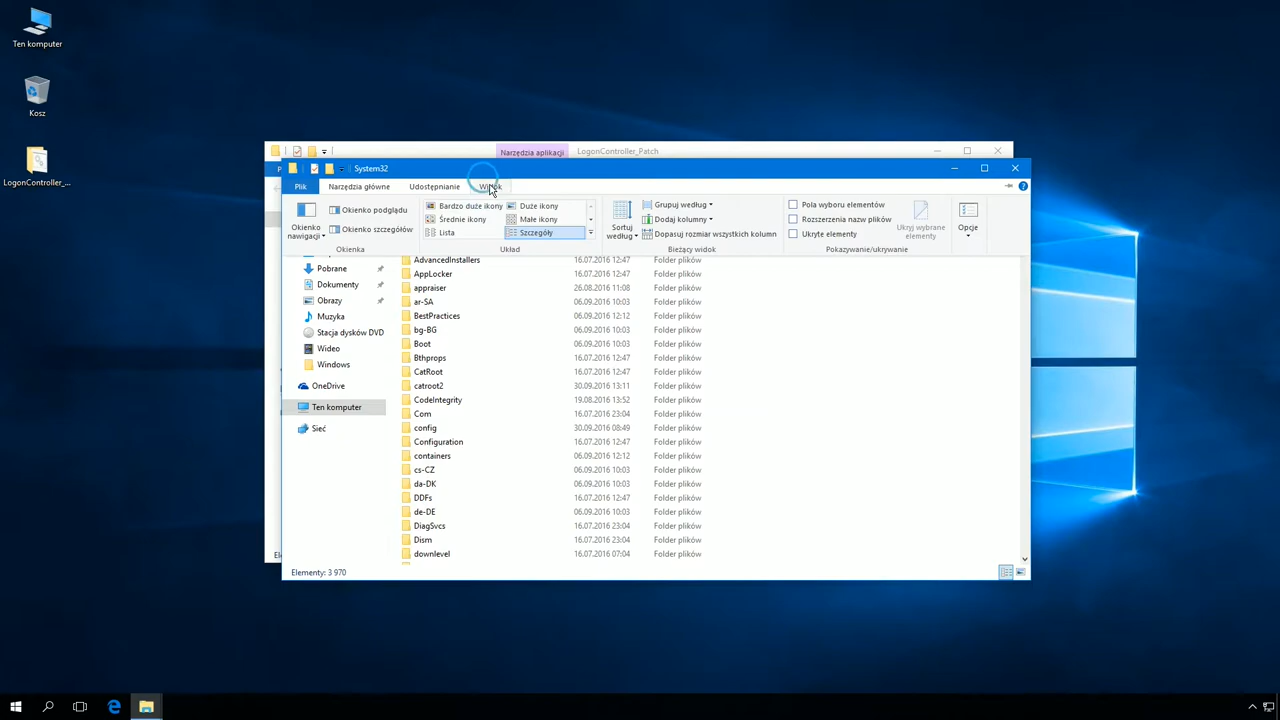 Ten komputer
Kosz
LogonController_...
Narzędzia aplikacji
LogonController_Patch
System32
Plik
Narzędzia główne
Udostępnianie
Widok
Okienko nawigacji
Okienko podglądu
Okienko szczegółów
Okienka
Bardzo duże ikony
Duże ikony
Średnie ikony
Małe ikony
Lista
Szczegóły
Układ
Sortuj według
Grupuj według
Dodaj kolumny
Dopasuj rozmiar wszystkich kolumn
Bieżący widok
Pola wyboru elementów
Rozszerzenia nazw plików
Ukryte elementy
Ukryj wybrane elementy
Pokazywanie/ukrywanie
Opcje
Pobrane
Dokumenty
Obrazy
Muzyka
Stacja dysków DVD
Wideo
Windows
OneDrive
Ten komputer
Sieć
AdvancedInstallers 16.07.2016 12:47 Folder plików
AppLocker 16.07.2016 12:47 Folder plików
appraiser 26.08.2016 11:08 Folder plików
ar-SA 06.09.2016 10:03 Folder plików
BestPractices 06.09.2016 12:12 Folder plików
bg-BG 06.09.2016 10:03 Folder plików
Boot 06.09.2016 10:03 Folder plików
Bthprops 16.07.2016 12:47 Folder plików
CatRoot 16.07.2016 12:47 Folder plików
catroot2 30.09.2016 13:11 Folder plików
CodeIntegrity 19.08.2016 13:52 Folder plików
Com 16.07.2016 23:04 Folder plików
config 30.09.2016 08:49 Folder plików
Configuration 16.07.2016 12:47 Folder plików
containers 06.09.2016 12:12 Folder plików
cs-CZ 06.09.2016 10:03 Folder plików
da-DK 06.09.2016 10:03 Folder plików
DDFs 16.07.2016 12:47 Folder plików
de-DE 06.09.2016 10:03 Folder plików
DiagSvcs 16.07.2016 23:04 Folder plików
Dism 16.07.2016 23:04 Folder plików
downlevel 16.07.2016 07:04 Folder plików
Elementy: 3 970